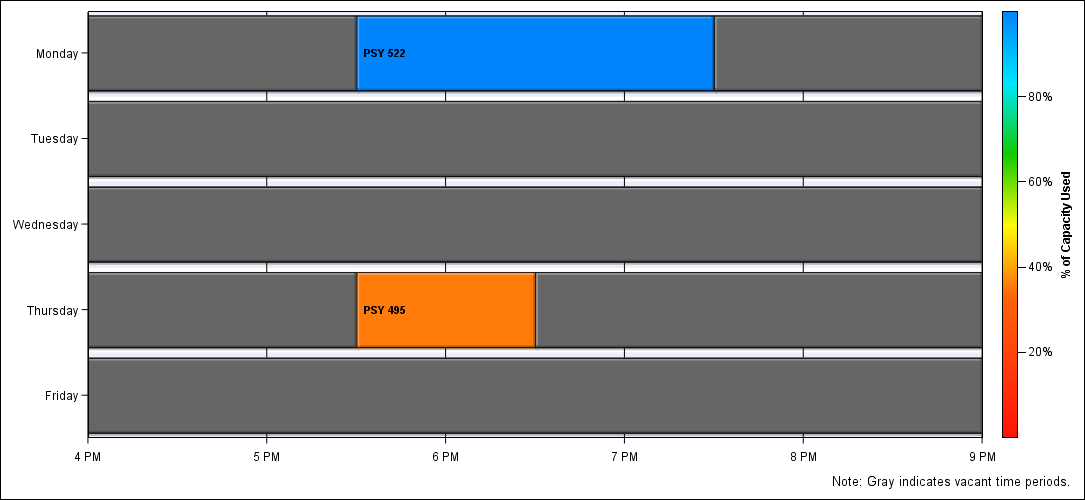 Monday
PSY 522
Tuesday
Wednesday
Thursday
PSY 495
Friday
4 PM 5 PM 6 PM 7 PM 8 PM 9 PM
80%
60%
40%
20%
% of Capacity Used
Note: Gray indicates vacant time periods.